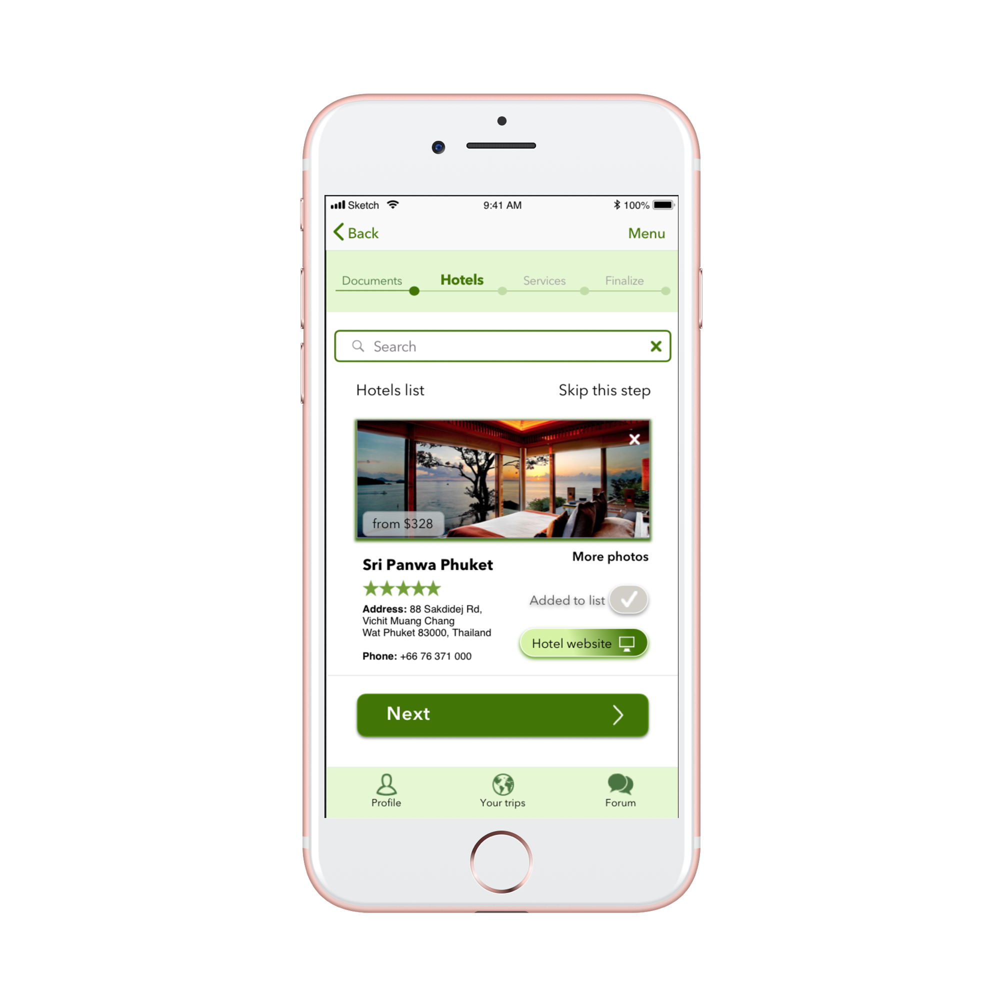 Sketch 9:41 AM 100%
Back Menu
Documents Hotels Services Finalize
Search
Hotels list Skip this step
from $328
More photos
Sri Panwa Phuket
Added to list
Address: 88 Sakdidej Rd,
Vichit Muang Chang
Wat Phuket 83000, Thailand
Hotel website
Phone: +66 76 371 000
Next
Profile Your trips Forum